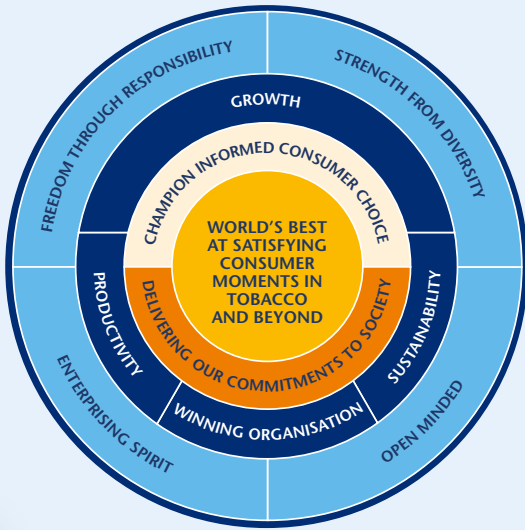 FREEDOM THROUGH RESPONSIBILITY
STRENGTH FROM DIVERSITY
GROWTH
CHAMPION INFORMED CONSUMER CHOICE
WORLD'S BEST
AT SATISFYING
CONSUMER
MOMENTS IN
TOBACCO
AND BEYOND
DELIVERING OUR COMMITMENTS TO SOCIETY
PRODUCTIVITY
SUSTAINABILITY
WINNING ORGANISATION
ENTERPRISING SPIRIT
OPEN MINDED